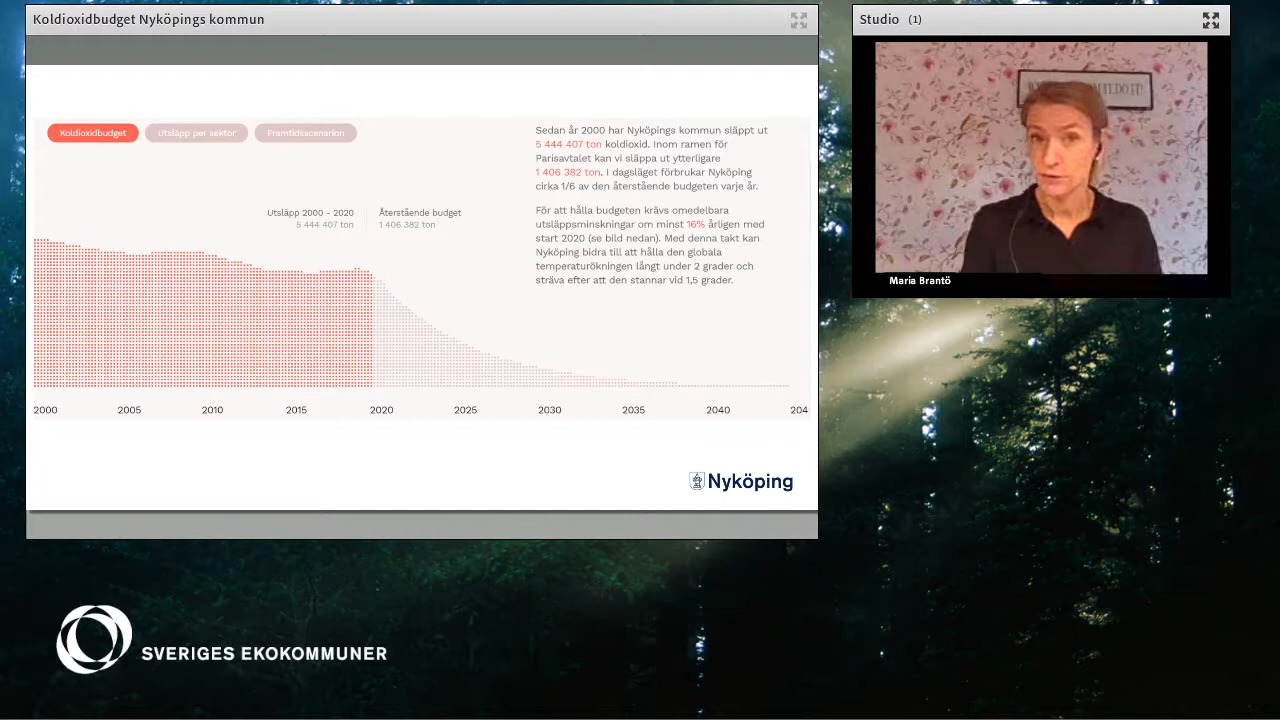 Koldioxidbudget Nyköpings kommun
Studio (1)
Koldioxidbudget
Utsläpp per sektor
Framtidsscenarion
Sedan år 2000 har Nyköpings kommun släppt ut
5 444 407 ton koldioxid. Inom ramen för
Parisavtalet kan vi släppa ut ytterligare
1 406 382 ton. I dagsläget förbrukar Nyköping
cirka 1/6 av den återstående budgeten varje år.
För att hålla budgeten krävs omedelbara
utsläppsminskningar om minst 16% årligen med
start 2020 (se bild nedan). Med denna takt kan
Nyköping bidra till att hålla den globala
temperaturökningen långt under 2 grader och
sträva efter att den stannar vid 1,5 grader.
Utsläpp 2000 - 2020
5 444 407 ton
Återstående budget
1 406 382 ton
2000 2005 2010 2015 2020 2025 2030 2035 2040 204
Nyköping
Maria Brantö
SVERIGES EKOKOMMUNER